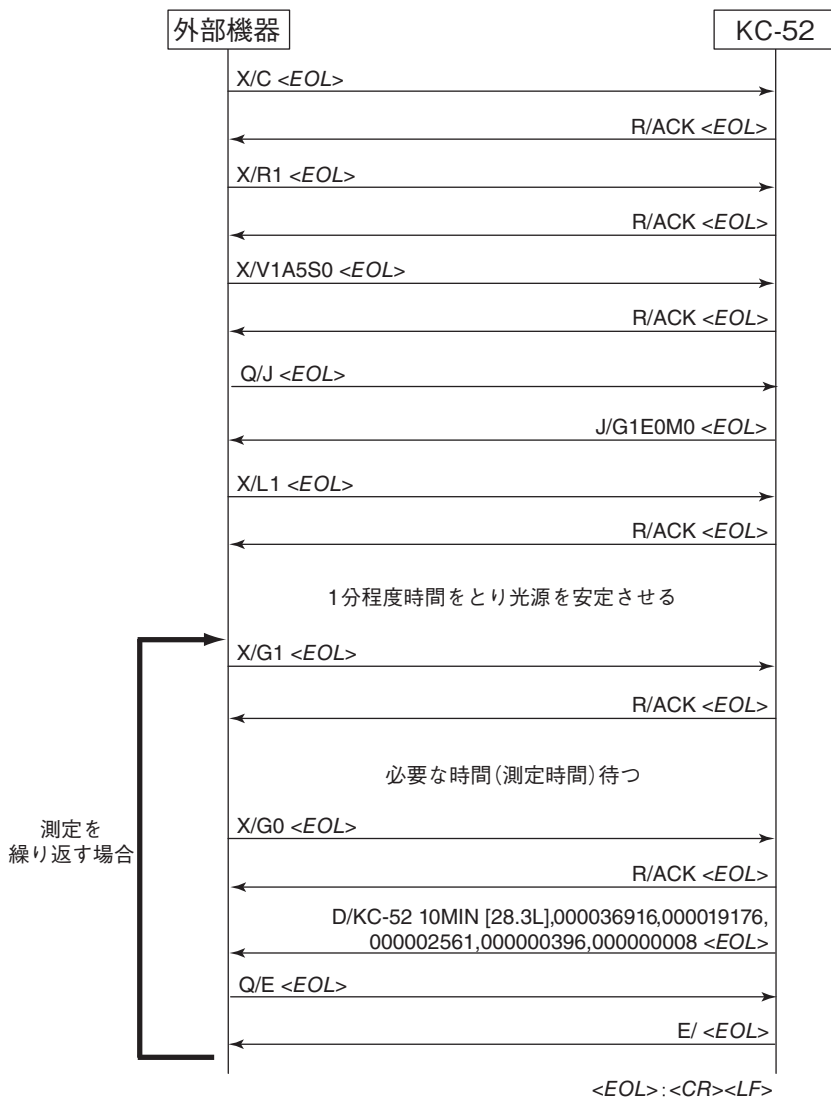 外部機器
KC-52
X/C <EOL>
R/ACK <EOL>
X/R1 <EOL>
R/ACK <EOL>
X/V1A5S0 <EOL>
R/ACK <EOL>
Q/J <EOL>
J/G1E0M0 <EOL>
X/L1 <EOL>
R/ACK <EOL>
1分程度時間をとり光源を安定させる
X/G1 <EOL>
R/ACK <EOL>
必要な時間(測定時間)待つ
測定を
繰り返す場合
X/G0 <EOL>
R/ACK <EOL>
D/KC-52 10MIN [28.3L],000036916,000019176,
000002561,000000396,000000008 <EOL>
Q/E <EOL>
E/ <EOL>
<EOL>:<CR><LF>